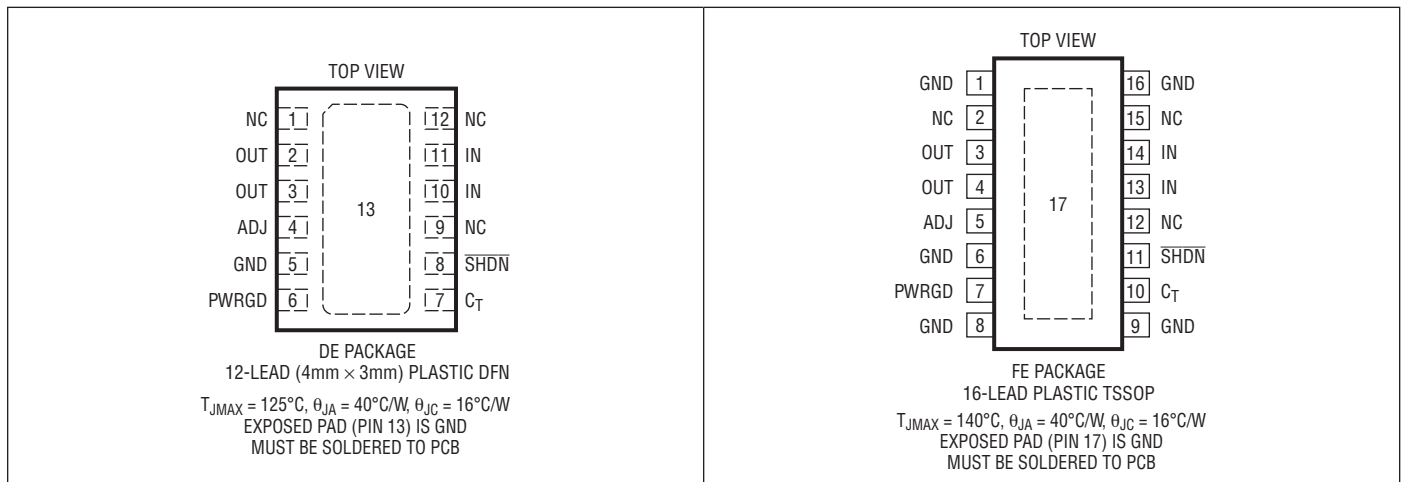 TOP VIEW
NC 1 12 NC
OUT 2 11 IN
OUT 3 10 IN
13
ADJ 4 9 NC
GND 5 8 SHDN
PWRGD 6 7 CT
DE PACKAGE
12-LEAD (4mm × 3mm) PLASTIC DFN
TJMAX = 125°C, θJA = 40°C/W, θJC = 16°C/W
EXPOSED PAD (PIN 13) IS GND
MUST BE SOLDERED TO PCB
TOP VIEW
GND 1 16 GND
NC 2 15 NC
OUT 3 14 IN
OUT 4 13 IN
17
ADJ 5 12 NC
GND 6 11 SHDN
PWRGD 7 10 CT
GND 8 9 GND
FE PACKAGE
16-LEAD PLASTIC TSSOP
TJMAX = 140°C, θJA = 40°C/W, θJC = 16°C/W
EXPOSED PAD (PIN 17) IS GND
MUST BE SOLDERED TO PCB